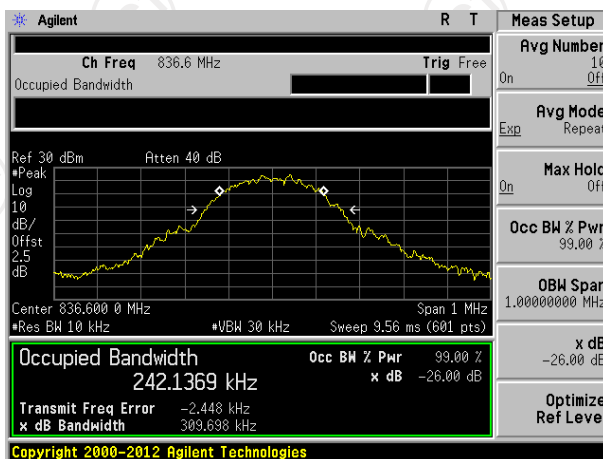 Agilent R T Meas Setup
Ch Freq 836.6 MHz Trig Free
Occupied Bandwidth
Avg Number
10
On Off
Avg Mode
Exp Repeat
Max Hold
On Off
Occ BW % Pwr
99.00 %
OBW Span
1.00000000 MHz
x dB
-26.00 dB
Optimize
Ref Level
Ref 30 dBm Atten 40 dB
#Peak
Log
10
dB/
Offst
2.5
dB
Center 836.600 0 MHz Span 1 MHz
#Res BW 10 kHz #VBW 30 kHz Sweep 9.56 ms (601 pts)
Occupied Bandwidth Occ BW % Pwr 99.00 %
242.1369 kHz x dB -26.00 dB
Transmit Freq Error -2.448 kHz
x dB Bandwidth 309.698 kHz
Copyright 2000-2012 Agilent Technologies